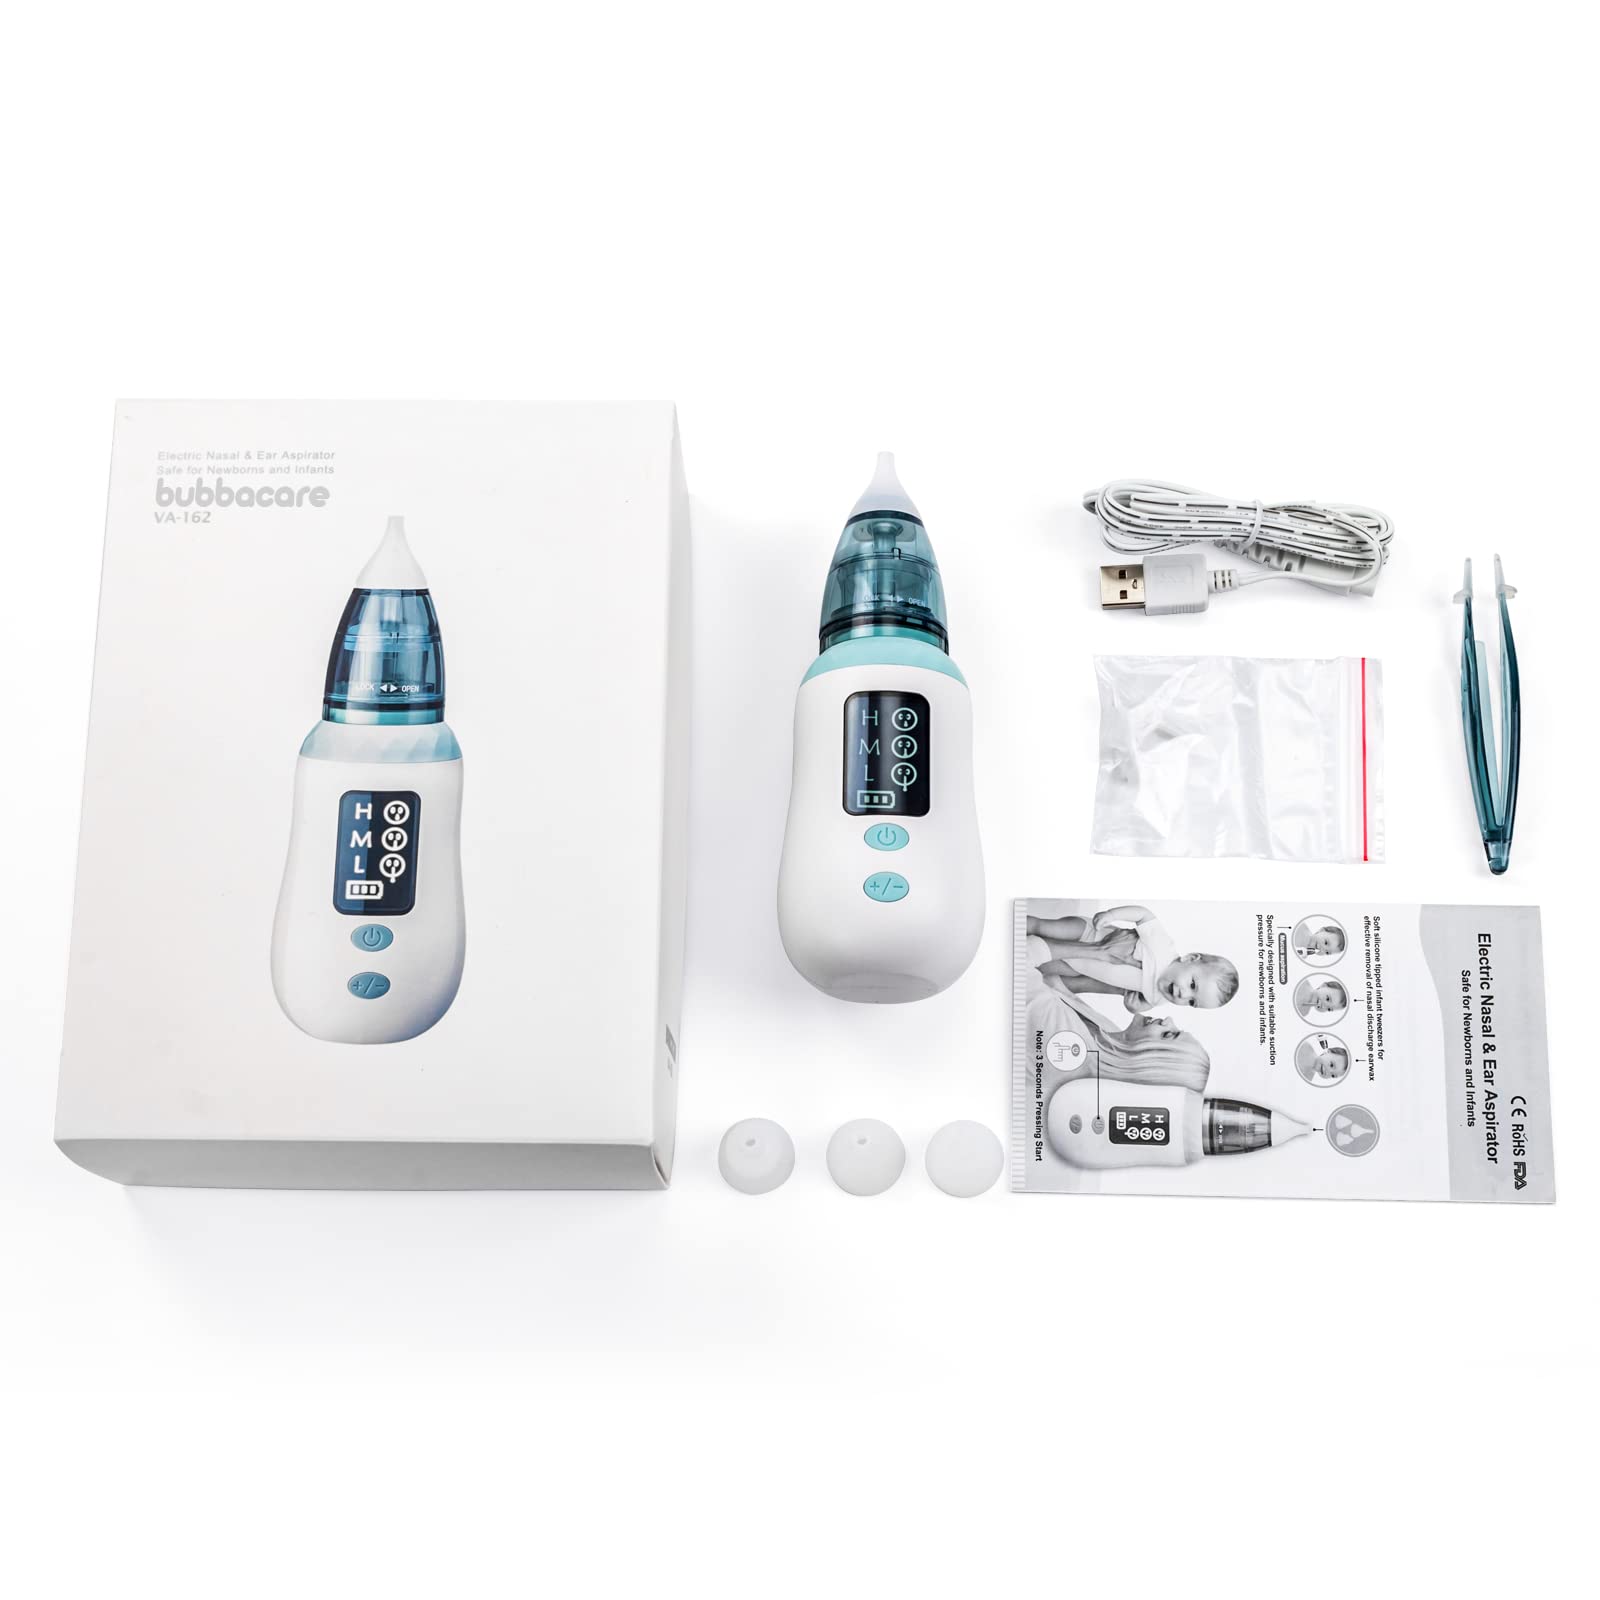 Electric Nasal & Ear Aspirator
Safe for Newborns and Infants
bubbacare
VA-162
LOCK ◀ ▶ OPEN
H
M
L
+/−
LOCK ◀ ▶ OPEN
H
M
L
+/−
Electric Nasal & Ear Aspirator
Safe for Newborns and Infants
CE RoHS FDA
Soft silicone tipped infant tweezers for
effective removal of nasal discharge earwax
Specially designed with suitable suction
pressure for newborns and infants.
Note: 3 Seconds Pressing Start
H
M
L